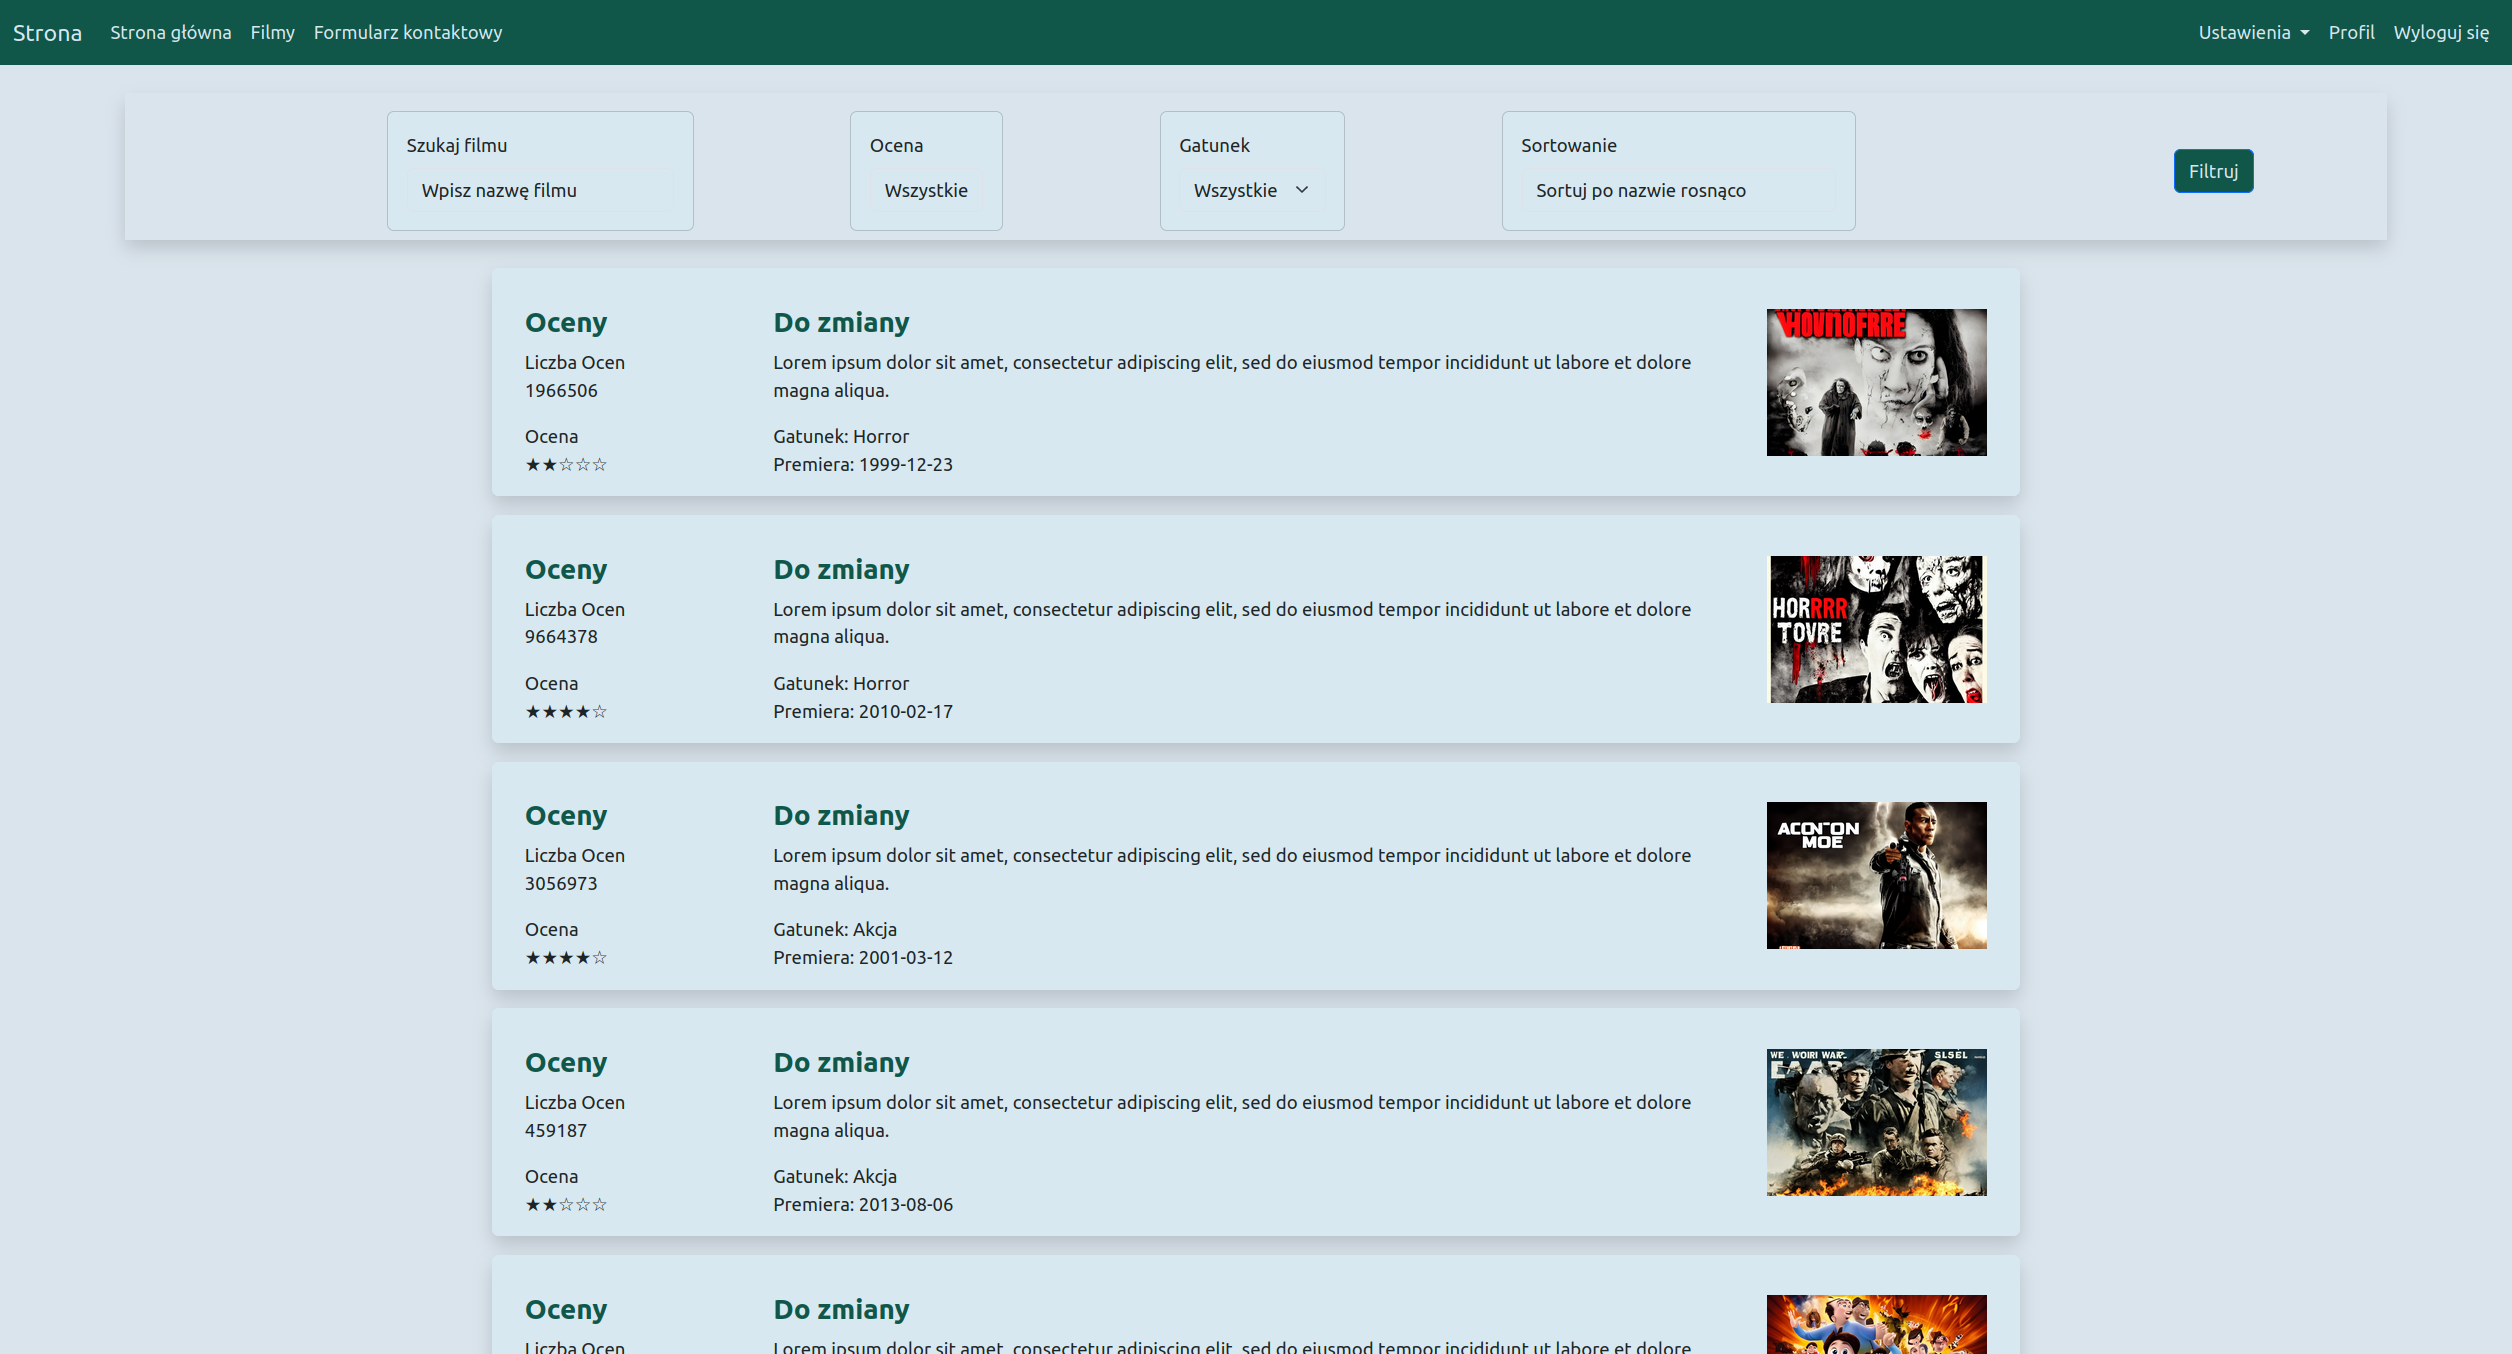 Strona Strona główna Filmy Formularz kontaktowy Ustawienia Profil Wyloguj się
Szukaj filmu
Wpisz nazwę filmu
Ocena
Wszystkie
Gatunek
Wszystkie
Sortowanie
Sortuj po nazwie rosnąco
Filtruj
Oceny
Liczba Ocen
1966506
Ocena
★★☆☆☆
Do zmiany
Lorem ipsum dolor sit amet, consectetur adipiscing elit, sed do eiusmod tempor incididunt ut labore et dolore
magna aliqua.
Gatunek: Horror
Premiera: 1999-12-23
HOVNOFRRE
Oceny
Liczba Ocen
9664378
Ocena
★★★★☆
Do zmiany
Lorem ipsum dolor sit amet, consectetur adipiscing elit, sed do eiusmod tempor incididunt ut labore et dolore
magna aliqua.
Gatunek: Horror
Premiera: 2010-02-17
HORRRR
TOVRE
Oceny
Liczba Ocen
3056973
Ocena
★★★★☆
Do zmiany
Lorem ipsum dolor sit amet, consectetur adipiscing elit, sed do eiusmod tempor incididunt ut labore et dolore
magna aliqua.
Gatunek: Akcja
Premiera: 2001-03-12
ACON-ON
MOE
Oceny
Liczba Ocen
459187
Ocena
★★☆☆☆
Do zmiany
Lorem ipsum dolor sit amet, consectetur adipiscing elit, sed do eiusmod tempor incididunt ut labore et dolore
magna aliqua.
Gatunek: Akcja
Premiera: 2013-08-06
WE WOIRI WAR SLSEL
Oceny
Liczba Ocen
Do zmiany
Lorem ipsum dolor sit amet, consectetur adipiscing elit, sed do eiusmod tempor incididunt ut labore et dolore